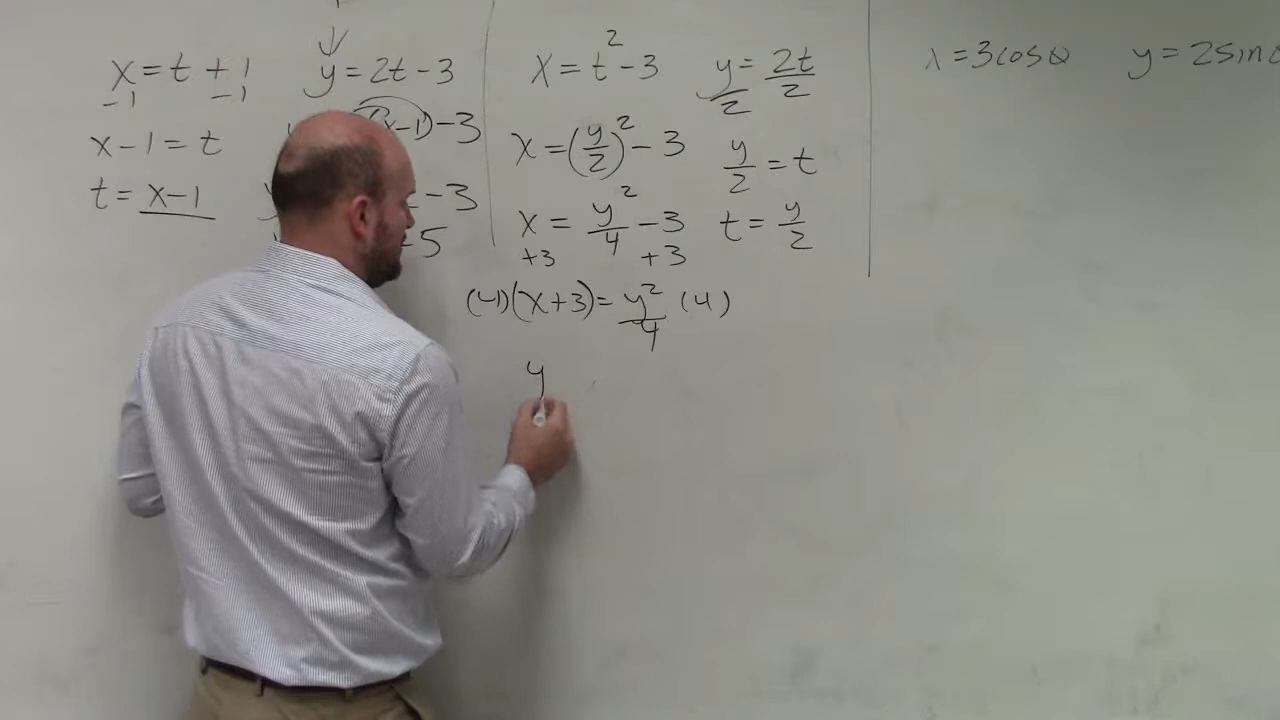 x = t + 1
-1 -1
x - 1 = t
t = x - 1
y = 2t - 3
x-1) - 3
- 3
- 5
x = t² - 3
x = (y/2)² - 3
x = y²/4 - 3
+3 +3
(4)(x+3) = y²/4 (4)
y
y/2 = 2t/2
y/2 = t
t = y/2
x = 3cosθ y = 2sin